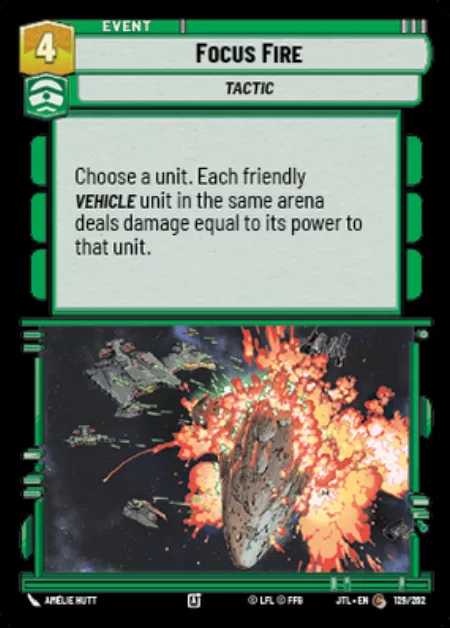 EVENT
4
FOCUS FIRE
TACTIC
Choose a unit. Each friendly
VEHICLE unit in the same arena
deals damage equal to its power to
that unit.
AMÉLIE HUTT
A
© LFL © FFG
JTL • EN
129/262